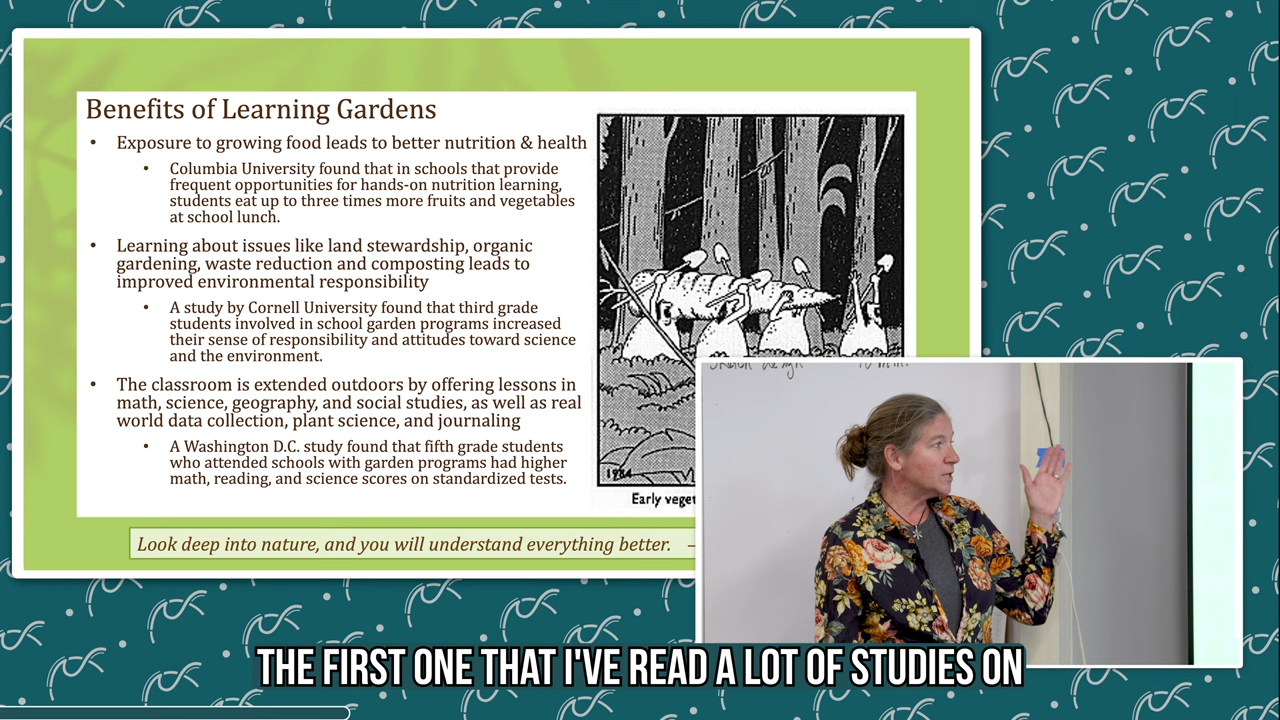 Benefits of Learning Gardens
• Exposure to growing food leads to better nutrition & health
• Columbia University found that in schools that provide
frequent opportunities for hands-on nutrition learning,
students eat up to three times more fruits and vegetables
at school lunch.
• Learning about issues like land stewardship, organic
gardening, waste reduction and composting leads to
improved environmental responsibility
• A study by Cornell University found that third grade
students involved in school garden programs increased
their sense of responsibility and attitudes toward science
and the environment.
• The classroom is extended outdoors by offering lessons in
math, science, geography, and social studies, as well as real
world data collection, plant science, and journaling
• A Washington D.C. study found that fifth grade students
who attended schools with garden programs had higher
math, reading, and science scores on standardized tests.
1984
Early
Look deep into nature, and you will understand everything better. –
THE FIRST ONE THAT I'VE READ A LOT OF STUDIES ON